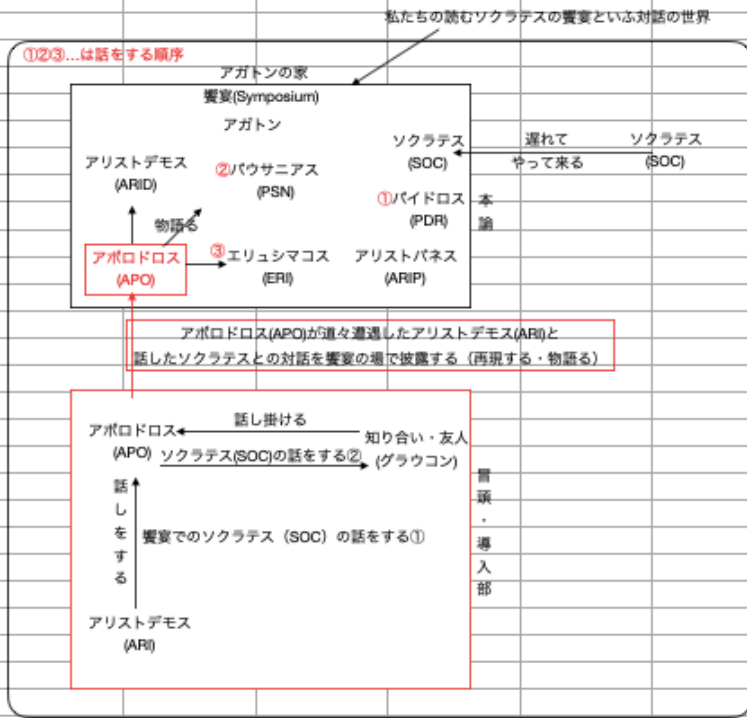 私たちの読むソクラテスの饗宴といふ対話の世界
①②③...は話をする順序
アガトンの家
饗宴(Symposium)
アガトン
ソクラテス
(SOC)
遅れて
やって来る
ソクラテス
(SOC)
アリストデモス
(ARID)
②パウサニアス
(PSN)
①パイドロス
(PDR)
本論
物語る
アポロドロス
(APO)
③エリュシマコス
(ERI)
アリストパネス
(ARIP)
アポロドロス(APO)が道々遭遇したアリストデモス(ARI)と
話したソクラテスとの対話を饗宴の場で披露する（再現する・物語る）
アポロドロス
(APO)
話し掛ける
知り合い・友人
(グラウコン)
ソクラテス(SOC)の話をする②
冒頭・導入部
話しをする
饗宴でのソクラテス（SOC）の話をする①
アリストデモス
(ARI)